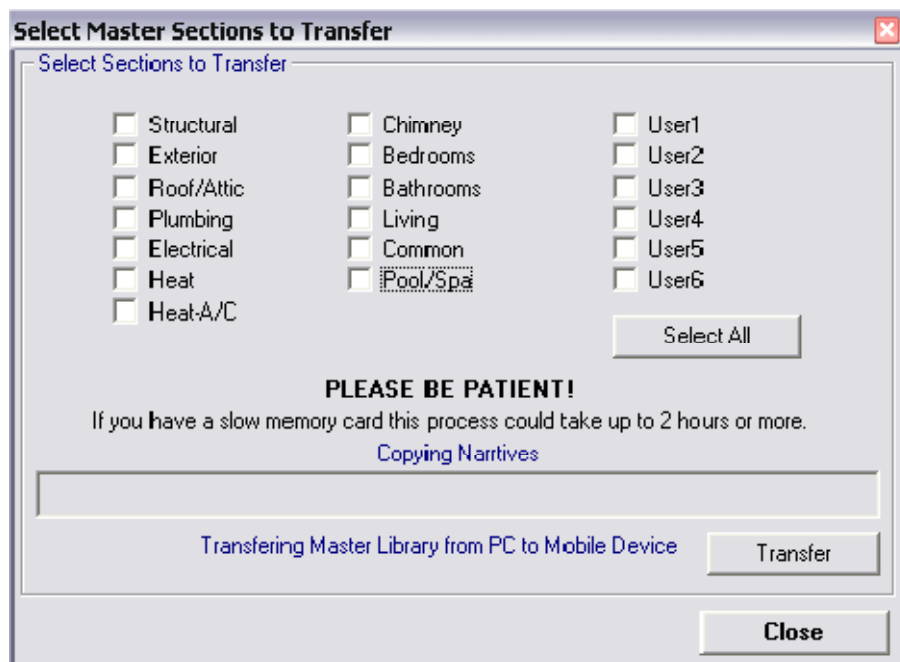 Select Master Sections to Transfer
Select Sections to Transfer
Structural Chimney User1
Exterior Bedrooms User2
Roof/Attic Bathrooms User3
Plumbing Living User4
Electrical Common User5
Heat Pool/Spa User6
Heat-A/C
Select All
PLEASE BE PATIENT!
If you have a slow memory card this process could take up to 2 hours or more.
Copying Narrtives
Transfering Master Library from PC to Mobile Device Transfer
Close